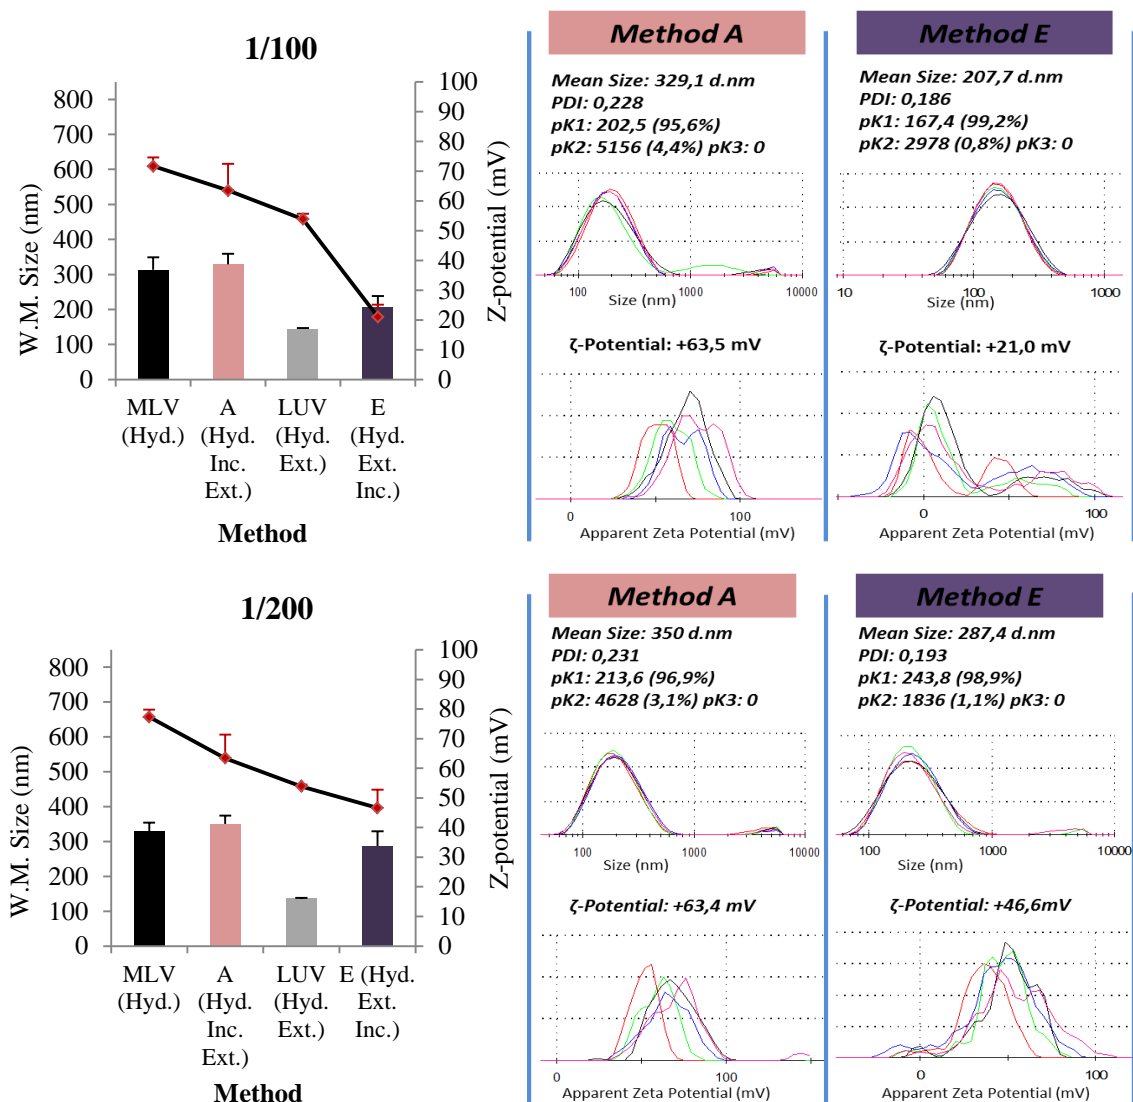 1/100
W.M. Size (nm)
800
700
600
500
400
300
200
100
0
100
90
80
70
60
50
40
30
20
10
0
Z-potential (mV)
MLV
(Hyd.)
A
(Hyd.
Inc.
Ext.)
LUV
(Hyd.
Ext.)
E
(Hyd.
Ext.
Inc.)
Method
Method A
Mean Size: 329,1 d.nm
PDI: 0,228
pK1: 202,5 (95,6%)
pK2: 5156 (4,4%) pK3: 0
100 1000 10000
Size (nm)
ζ-Potential: +63,5 mV
0 100
Apparent Zeta Potential (mV)
Method E
Mean Size: 207,7 d.nm
PDI: 0,186
pK1: 167,4 (99,2%)
pK2: 2978 (0,8%) pK3: 0
10 100 1000
Size (nm)
ζ-Potential: +21,0 mV
0 100
Apparent Zeta Potential (mV)
1/200
W.M. Size (nm)
800
700
600
500
400
300
200
100
0
100
90
80
70
60
50
40
30
20
10
0
Z-potential (mV)
MLV
(Hyd.)
A
(Hyd.
Inc.
Ext.)
LUV
(Hyd.
Ext.)
E (Hyd.
Ext.
Inc.)
Method
Method A
Mean Size: 350 d.nm
PDI: 0,231
pK1: 213,6 (96,9%)
pK2: 4628 (3,1%) pK3: 0
100 1000 10000
Size (nm)
ζ-Potential: +63,4 mV
0 100
Apparent Zeta Potential (mV)
Method E
Mean Size: 287,4 d.nm
PDI: 0,193
pK1: 243,8 (98,9%)
pK2: 1836 (1,1%) pK3: 0
100 1000 10000
Size (nm)
ζ-Potential: +46,6mV
0 100
Apparent Zeta Potential (mV)